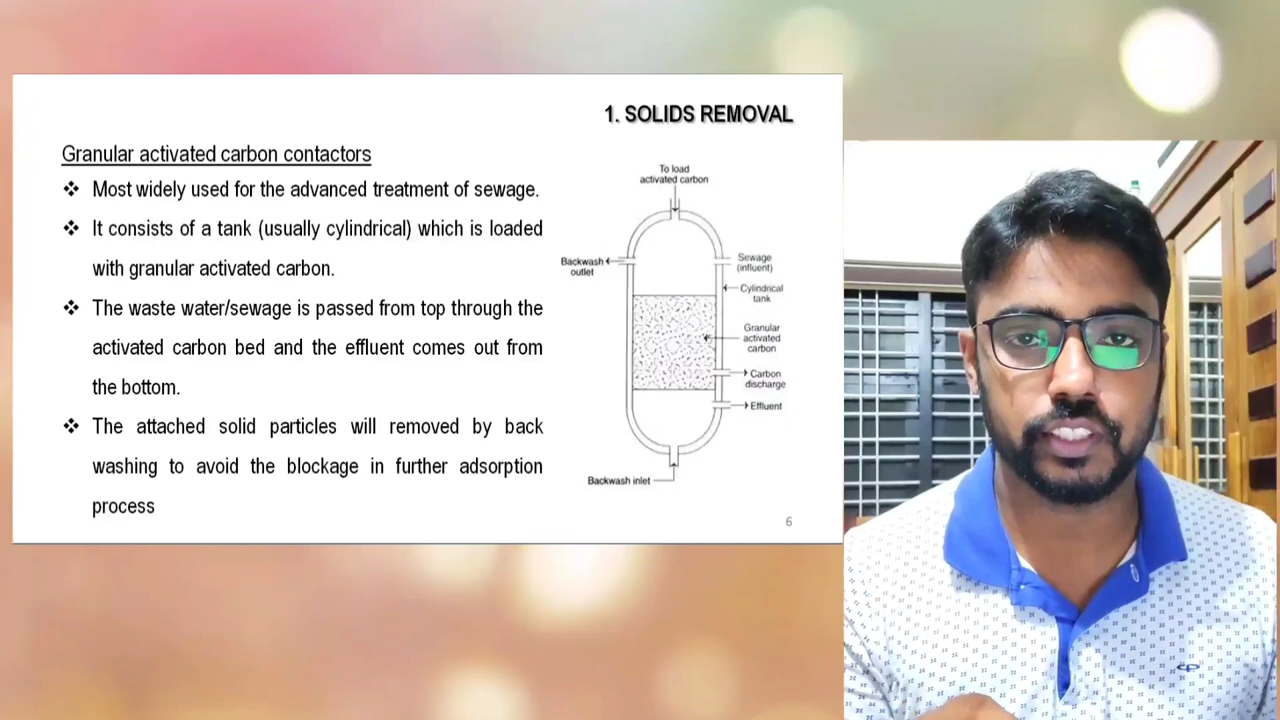 1. SOLIDS REMOVAL
Granular activated carbon contactors
❖ Most widely used for the advanced treatment of sewage.
❖ It consists of a tank (usually cylindrical) which is loaded
with granular activated carbon.
❖ The waste water/sewage is passed from top through the
activated carbon bed and the effluent comes out from
the bottom.
❖ The attached solid particles will removed by back
washing to avoid the blockage in further adsorption
process
To load
activated carbon
Backwash
outlet
Sewage
(influent)
Cylindrical
tank
Granular
activated
carbon
Carbon
discharge
Effluent
Backwash inlet
6